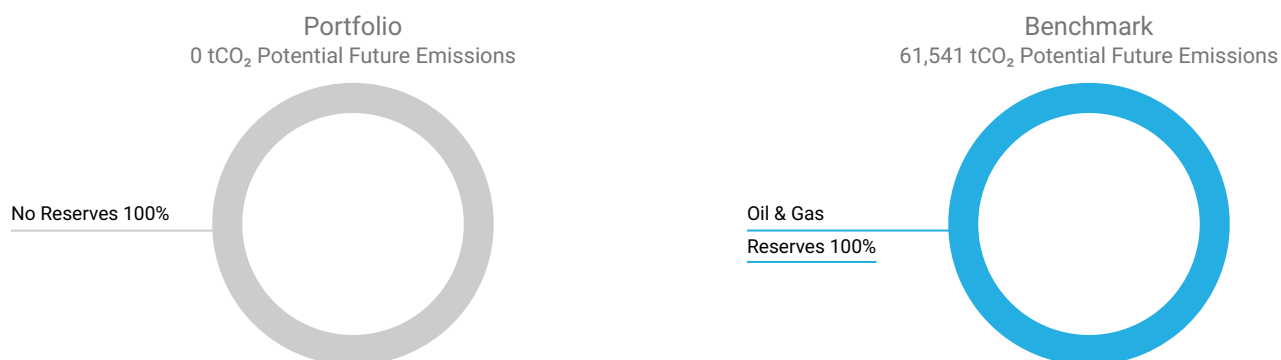 Portfolio
0 tCO₂ Potential Future Emissions
No Reserves 100%
Benchmark
61,541 tCO₂ Potential Future Emissions
Oil & Gas
Reserves 100%